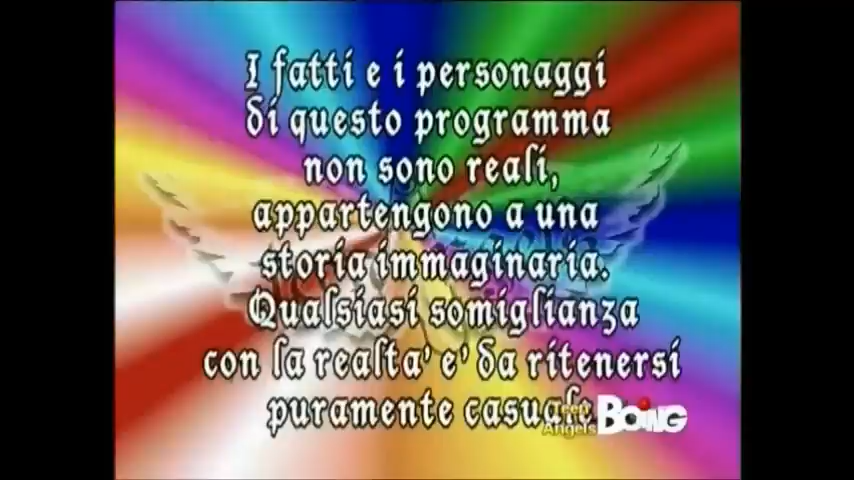 I fatti e i personaggi
di questo programma
non sono reali,
appartengono a una
storia immaginaria.
Qualsiasi somiglianza
con la realta' e' da ritenersi
puramente casuale
Teen
Angels
BOING